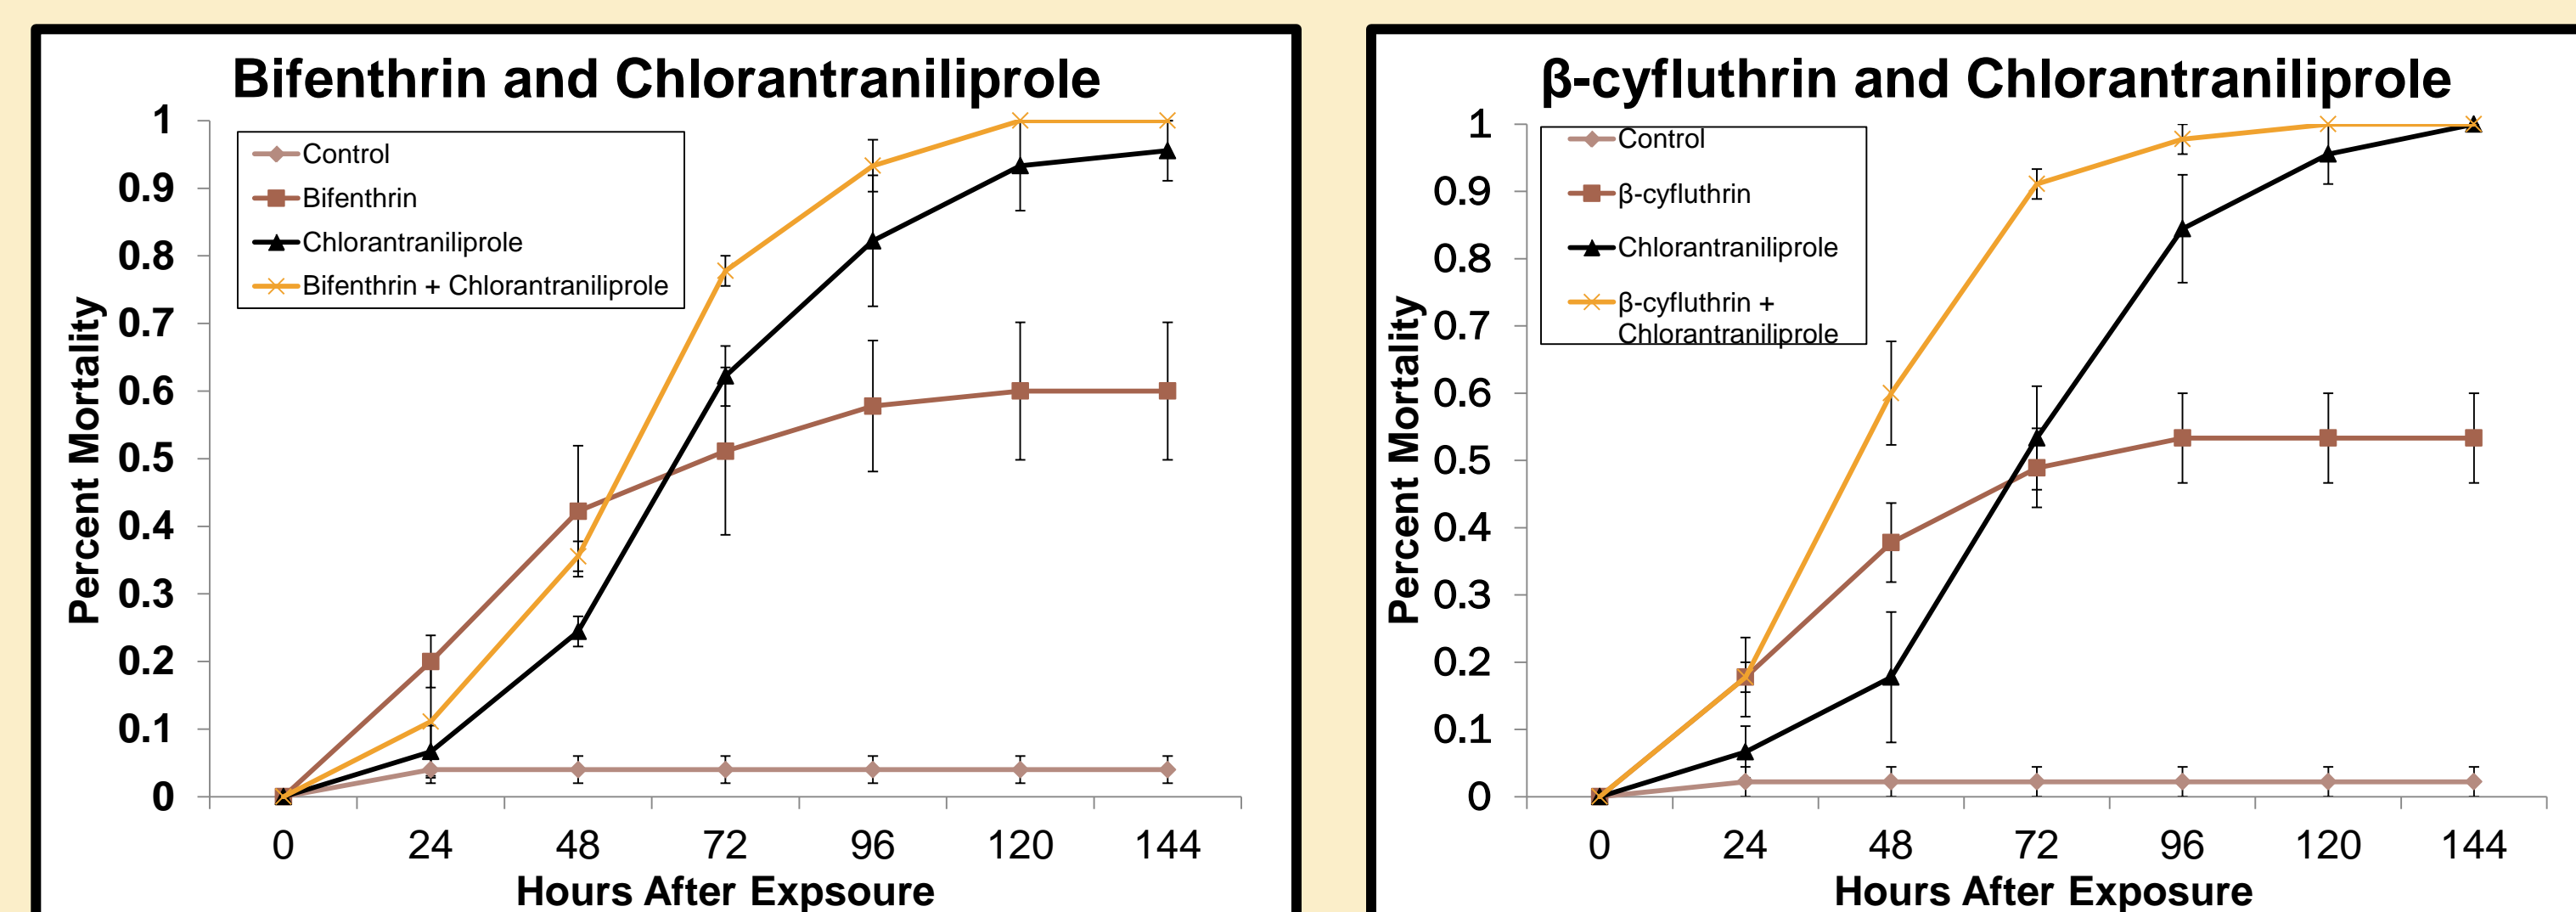 Bifenthrin and Chlorantraniliprole
1
0.9
0.8
0.7
0.6
0.5
0.4
0.3
0.2
0.1
0
Percent Mortality
Control
Bifenthrin
Chlorantraniliprole
Bifenthrin + Chlorantraniliprole
0 24 48 72 96 120 144
Hours After Expsoure
β-cyfluthrin and Chlorantraniliprole
1
0.9
0.8
0.7
0.6
0.5
0.4
0.3
0.2
0.1
0
Percent Mortality
Control
β-cyfluthrin
Chlorantraniliprole
β-cyfluthrin +
Chlorantraniliprole
0 24 48 72 96 120 144
Hours After Exposure